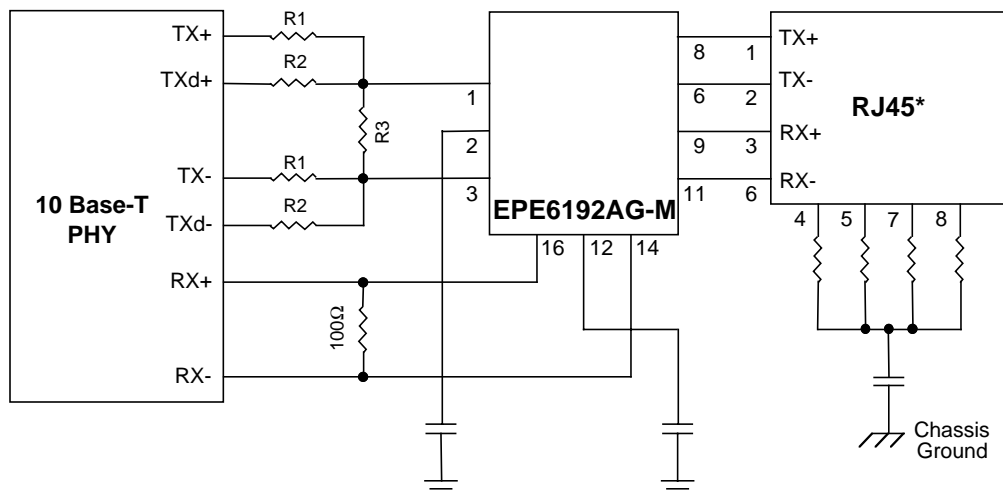 TX+
R1
TXd+
R2
R3
TX-
R1
TXd-
R2
10 Base-T
PHY
RX+
RX-
100Ω
1
2
3
EPE6192AG-M
16 12 14
8
6
9
11
1
2
3
6
TX+
TX-
RX+
RX-
RJ45*
4 5 7 8
Chassis
Ground